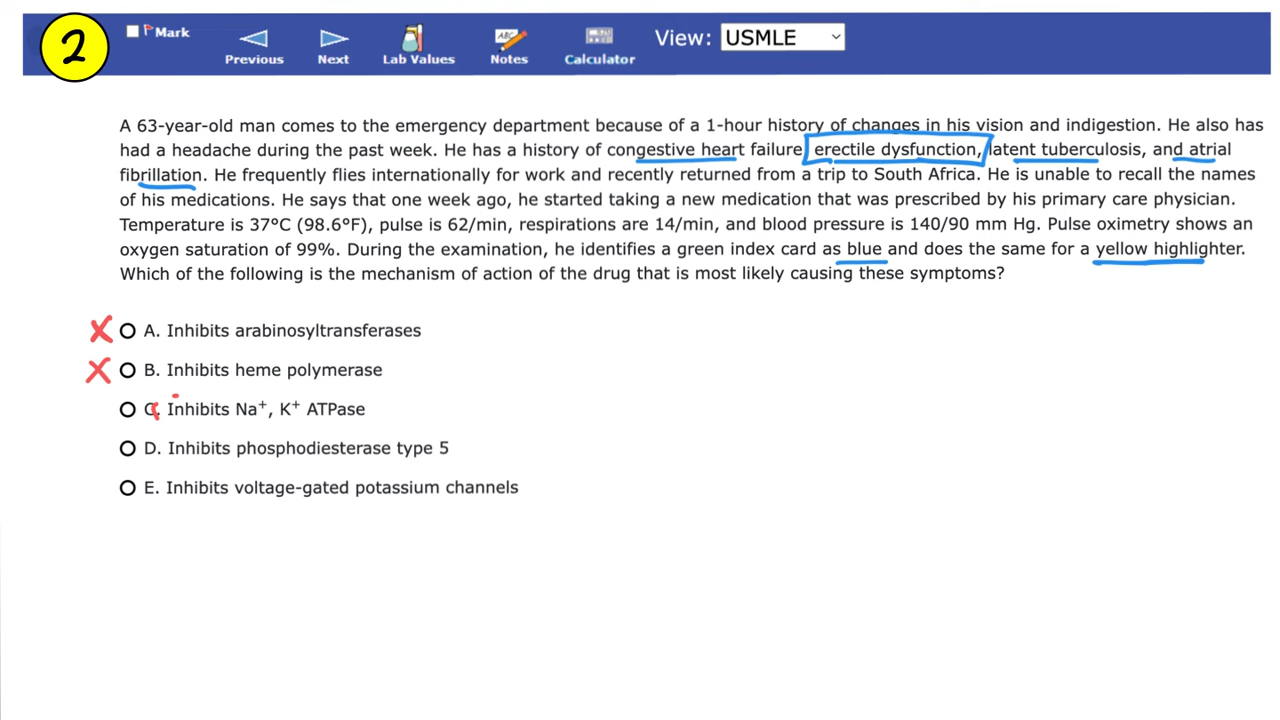 2
Mark
Previous
Next
Lab Values
ABC
Notes
Calculator
View: USMLE
A 63-year-old man comes to the emergency department because of a 1-hour history of changes in his vision and indigestion. He also has
had a headache during the past week. He has a history of congestive heart failure, erectile dysfunction, latent tuberculosis, and atrial
fibrillation. He frequently flies internationally for work and recently returned from a trip to South Africa. He is unable to recall the names
of his medications. He says that one week ago, he started taking a new medication that was prescribed by his primary care physician.
Temperature is 37°C (98.6°F), pulse is 62/min, respirations are 14/min, and blood pressure is 140/90 mm Hg. Pulse oximetry shows an
oxygen saturation of 99%. During the examination, he identifies a green index card as blue and does the same for a yellow highlighter.
Which of the following is the mechanism of action of the drug that is most likely causing these symptoms?
A. Inhibits arabinosyltransferases
B. Inhibits heme polymerase
C. Inhibits Na⁺, K⁺ ATPase
D. Inhibits phosphodiesterase type 5
E. Inhibits voltage-gated potassium channels